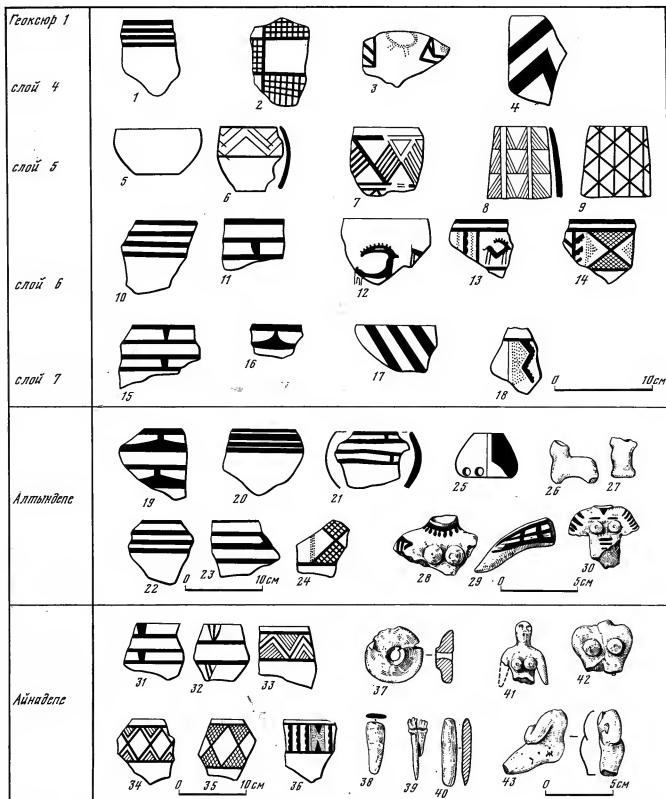 Геоксюр 1
слой 4
1 2 3 4
слой 5
5 6 7 8 9
слой 6
10 11 12 13 14
слой 7
15 16 17 18
0 10см
Алтындепе
19 20 21 25 26 27
22 23 24 28 29 30
0 10см 0 5см
Айнадепе
31 32 33 37 41 42
34 35 36 38 39 40 43
0 10см 0 5см